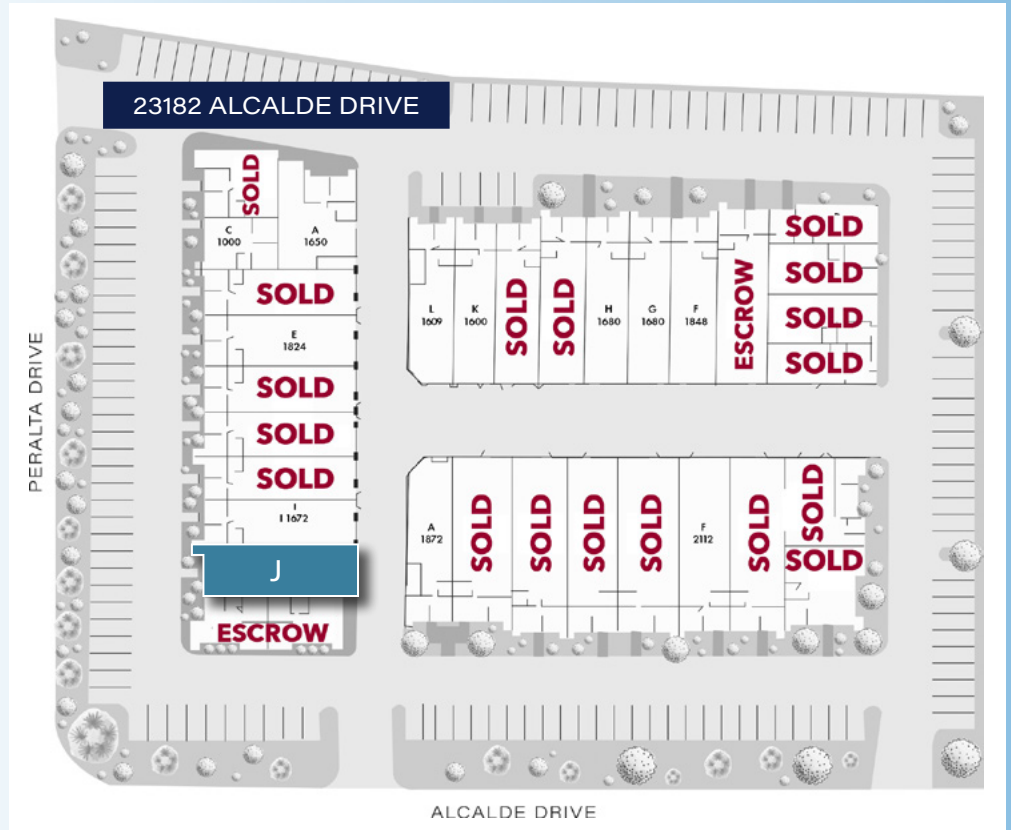 23182 ALCALDE DRIVE
SOLD
C
1000
A
1650
SOLD
E
1824
SOLD
SOLD
SOLD
I
I 1672
J
ESCROW
L
1609
K
1600
SOLD
SOLD
H
1680
G
1680
F
1848
ESCROW
SOLD
SOLD
SOLD
SOLD
A
1872
SOLD
SOLD
SOLD
SOLD
F
2112
SOLD
SOLD
SOLD
PERALTA DRIVE
ALCALDE DRIVE